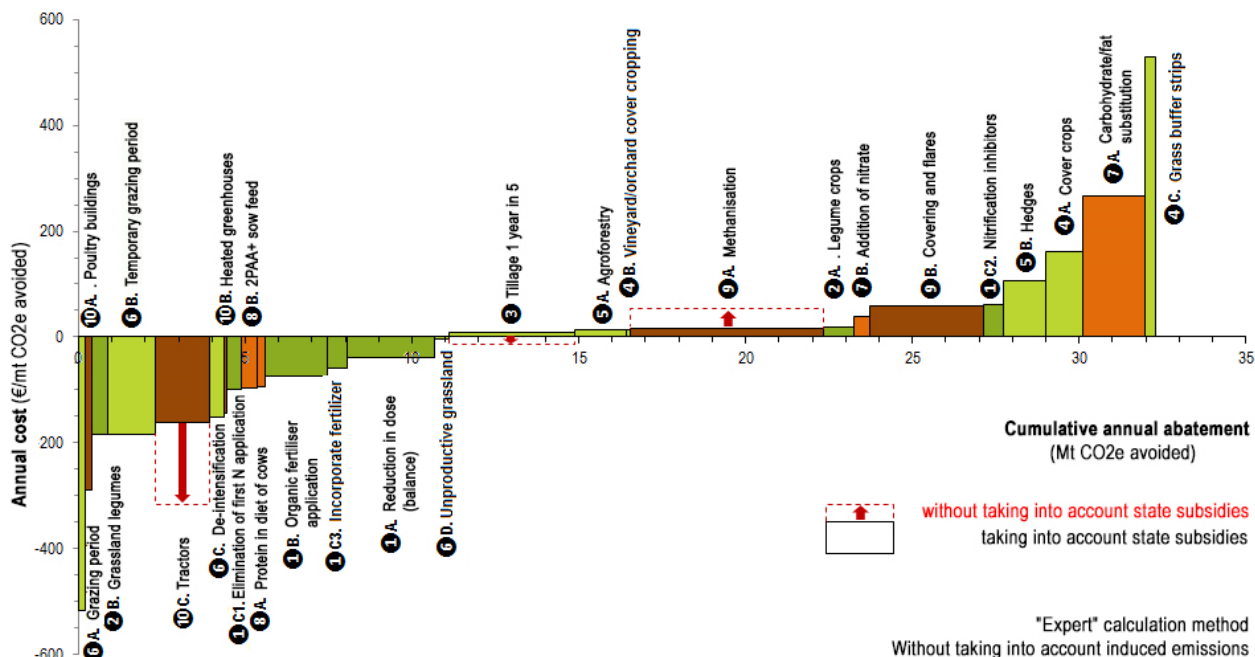 600
400
200
0
-200
-400
-600
Annual cost (€/mt CO2e avoided)
5
10
15
20
25
30
35
6 A. Grazing period
10 A. . Poultry buildings
2 B. Grassland legumes
6 B. Temporary grazing period
10 C. Tractors
6 C. De-intensification
10 B. Heated greenhouses
1 C1. Elimination of first N application
8 B. 2PAA+ sow feed
8 A. Protein in diet of cows
1 B. Organic fertiliser
application
1 C3. Incorporate fertilizer
1 A. Reduction in dose
(balance)
6 D. Unproductive grassland
3 Tillage 1 year in 5
5 A. Agroforestry
4 B. Vineyard/orchard cover cropping
9 A. Methanisation
2 A. . Legume crops
7 B. Addition of nitrate
9 B. Covering and flares
1 C2. Nitrification inhibitors
5 B. Hedges
4 A. Cover crops
7 A. Carbohydrate/fat
substitution
4 C. Grass buffer strips
Cumulative annual abatement
(Mt CO2e avoided)
without taking into account state subsidies
taking into account state subsidies
"Expert" calculation method
Without taking into account induced emissions